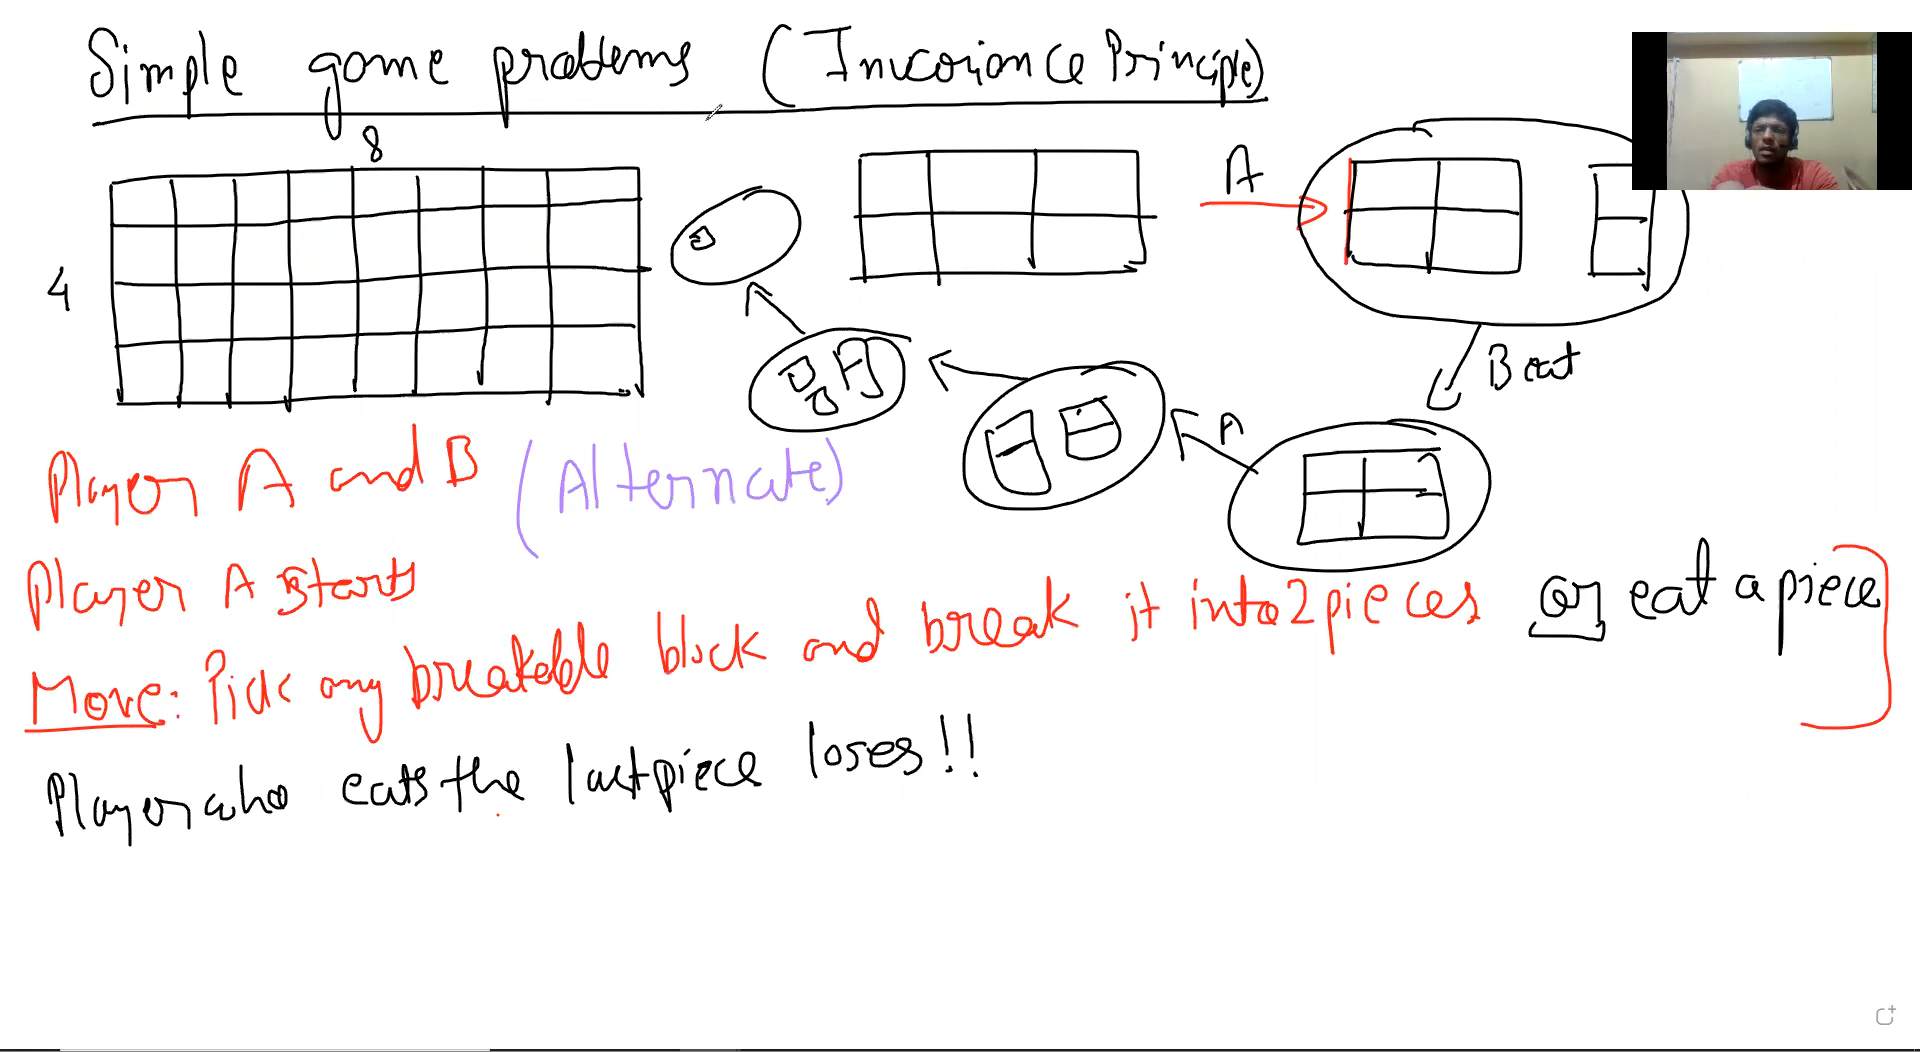 Simple game problems (Invariance Principle)
8
4
A
B eat
A
Player A and B (Alternate)
Player A starts
Move: Pick any breakable block and break it into 2 pieces or eat a piece
Player who eats the last piece loses!!